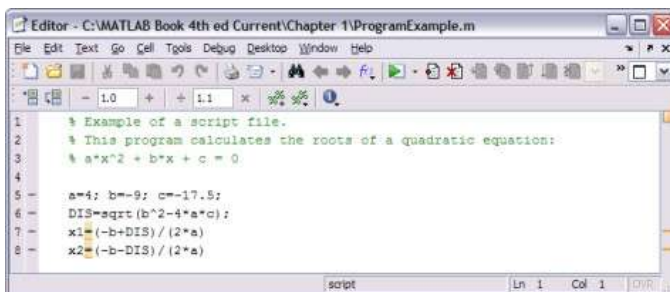 Editor - C:\MATLAB Book 4th ed Current\Chapter 1\ProgramExample.m
File Edit Text Go Cell Tools Debug Desktop Window Help
- 1.0 + ÷ 1.1 ×
1 % Example of a script file.
2 % This program calculates the roots of a quadratic equation:
3 % a*x^2 + b*x + c = 0
4
5 - a=4; b=-9; c=-17.5;
6 - DIS=sqrt(b^2-4*a*c);
7 - x1=(-b+DIS)/(2*a)
8 - x2=(-b-DIS)/(2*a)
script Ln 1 Col 1 OVR